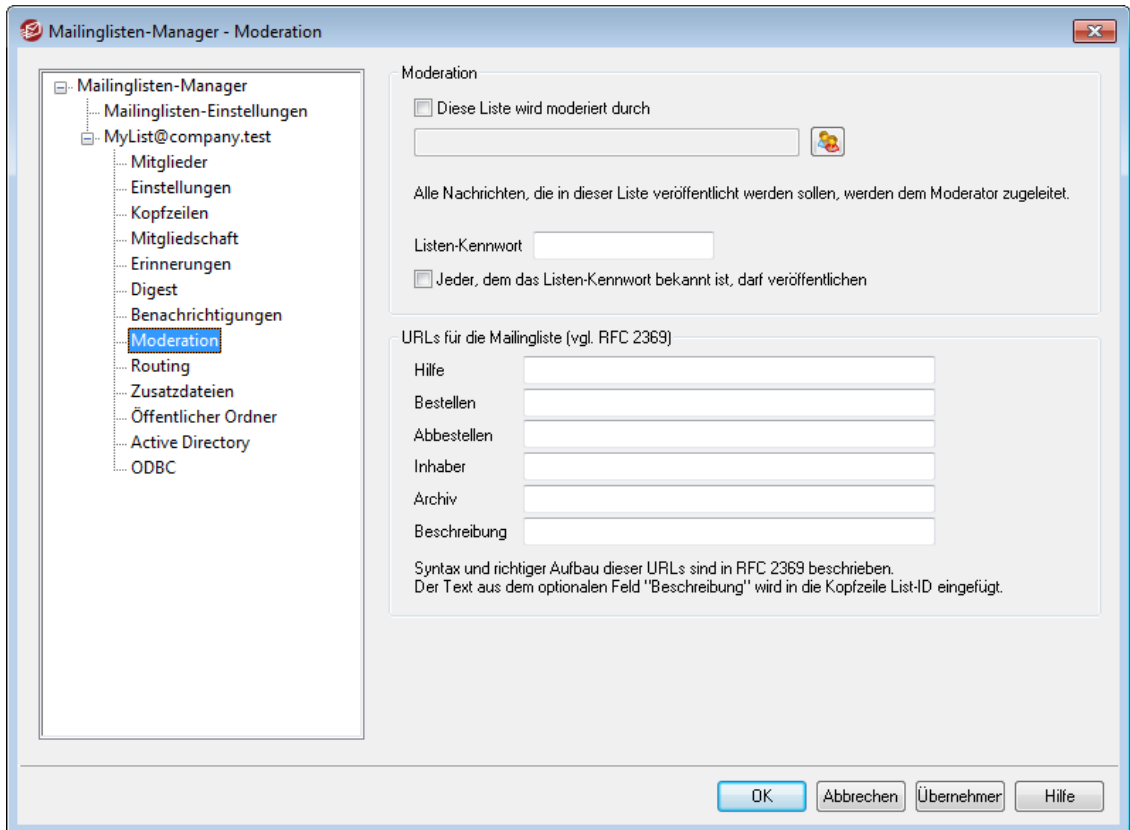 Mailinglisten-Manager - Moderation
Mailinglisten-Manager
Mailinglisten-Einstellungen
MyList@company.test
Mitglieder
Einstellungen
Kopfzeilen
Mitgliedschaft
Erinnerungen
Digest
Benachrichtigungen
Moderation
Routing
Zusatzdateien
Öffentlicher Ordner
Active Directory
ODBC
Moderation
Diese Liste wird moderiert durch
Alle Nachrichten, die in dieser Liste veröffentlicht werden sollen, werden dem Moderator zugeleitet.
Listen-Kennwort
Jeder, dem das Listen-Kennwort bekannt ist, darf veröffentlichen
URLs für die Mailingliste (vgl. RFC 2369)
Hilfe
Bestellen
Abbestellen
Inhaber
Archiv
Beschreibung
Syntax und richtiger Aufbau dieser URLs sind in RFC 2369 beschrieben.
Der Text aus dem optionalen Feld "Beschreibung" wird in die Kopfzeile List-ID eingefügt.
OK
Abbrechen
Übernehmer
Hilfe